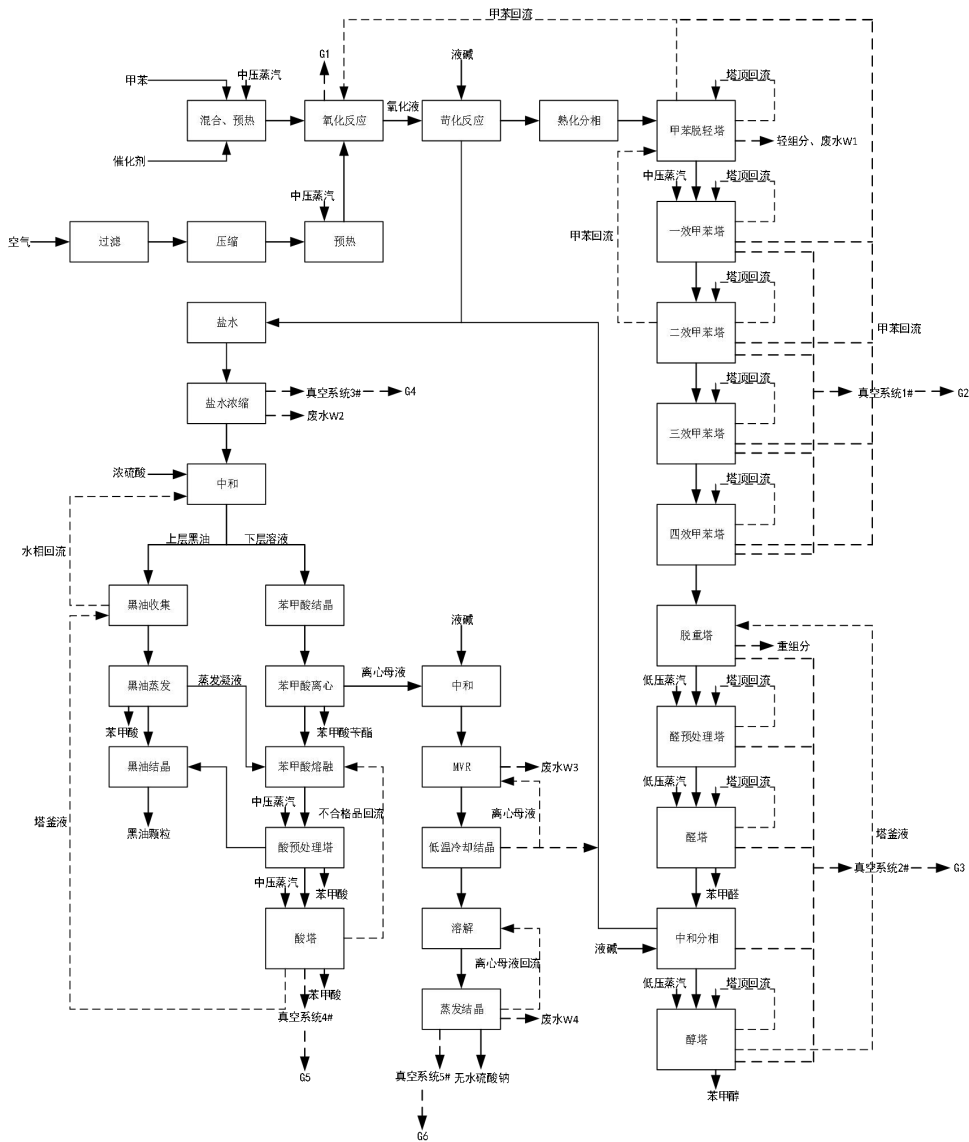 甲苯回流
G1
液碱
甲苯
中压蒸汽
塔顶回流
混合、预热
氧化反应
氧化液
苛化反应
熟化分相
甲苯脱轻塔
轻组分、废水W1
催化剂
中压蒸汽
中压蒸汽
塔顶回流
空气
过滤
压缩
预热
甲苯回流
一效甲苯塔
塔顶回流
盐水
二效甲苯塔
甲苯回流
塔顶回流
盐水浓缩
真空系统3#
G4
废水W2
真空系统1#
G2
三效甲苯塔
浓硫酸
中和
塔顶回流
上层黑油
下层溶液
水相回流
四效甲苯塔
黑油收集
苯甲酸结晶
液碱
脱重塔
重组分
黑油蒸发
蒸发凝液
苯甲酸离心
离心母液
中和
低压蒸汽
塔顶回流
苯甲酸
苯甲酸苄酯
醛预处理塔
黑油结晶
苯甲酸熔融
MVR
废水W3
低压蒸汽
塔顶回流
中压蒸汽
不合格品回流
离心母液
塔釜液
黑油颗粒
塔釜液
酸预处理塔
低温冷却结晶
醛塔
真空系统2#
G3
中压蒸汽
苯甲酸
苯甲醛
酸塔
溶解
中和分相
液碱
离心母液回流
苯甲酸
低压蒸汽
塔顶回流
真空系统4#
蒸发结晶
废水W4
醇塔
G5
真空系统5#
无水硫酸钠
苯甲醇
G6